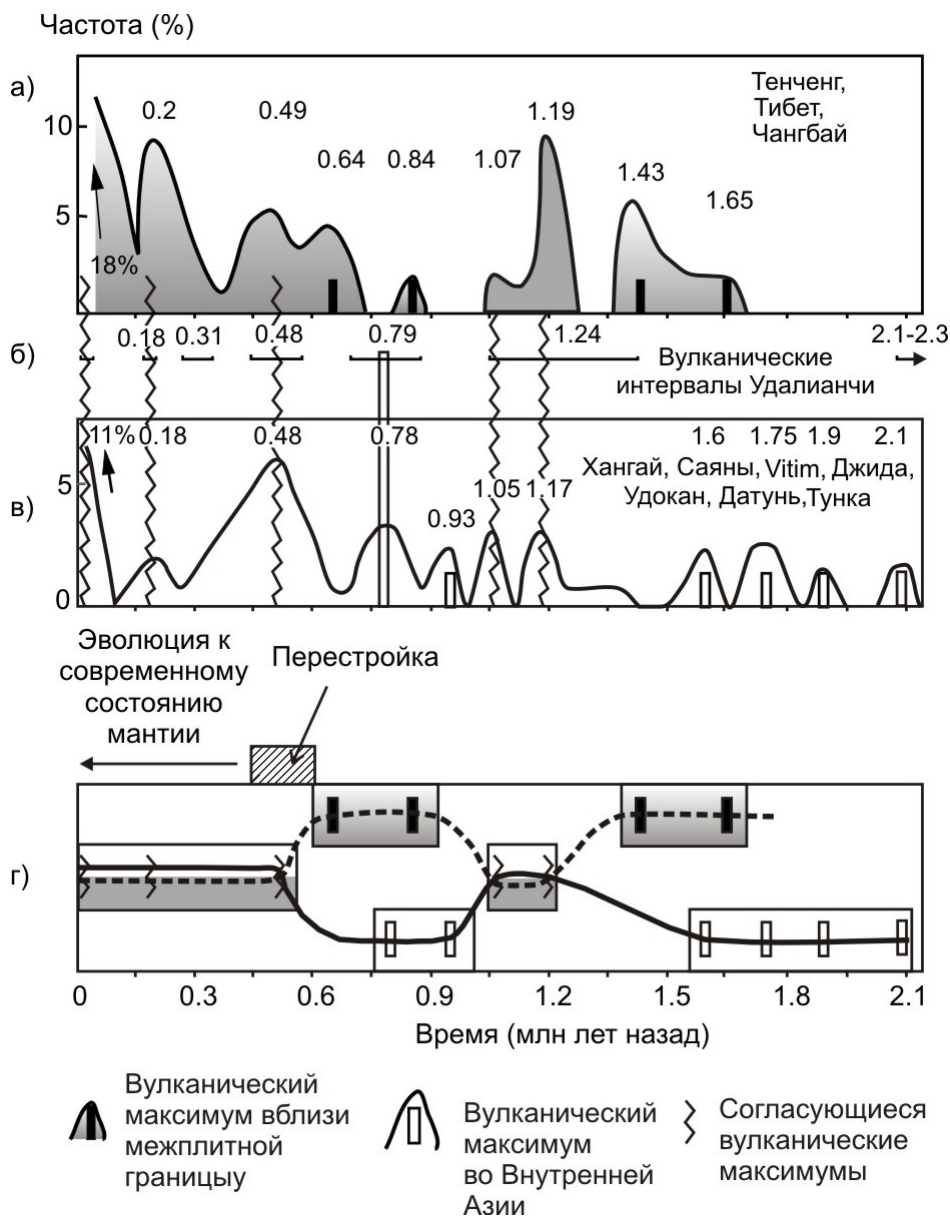 Частота (%)
а)
Тенченг,
Тибет,
Чангбай
10
5
0.2
0.49
0.64
0.84
1.07
1.19
1.43
1.65
18%
б)
0.18
0.31
0.48
0.79
1.24
2.1-2.3
Вулканические
интервалы Удалианчи
в)
11%
0.18
0.48
0.78
0.93
1.05
1.17
1.6
1.75
1.9
2.1
Хангай, Саяны, Vitim, Джида,
Удокан, Датунь,Тунка
5
0
Эволюция к
современному
состоянию
мантии
Перестройка
г)
0
0.3
0.6
0.9
1.2
1.5
1.8
2.1
Время (млн лет назад)
Вулканический
максимум вблизи
межплитной
границыу
Вулканический
максимум
во Внутренней
Азии
Согласующиеся
вулканические
максимумы